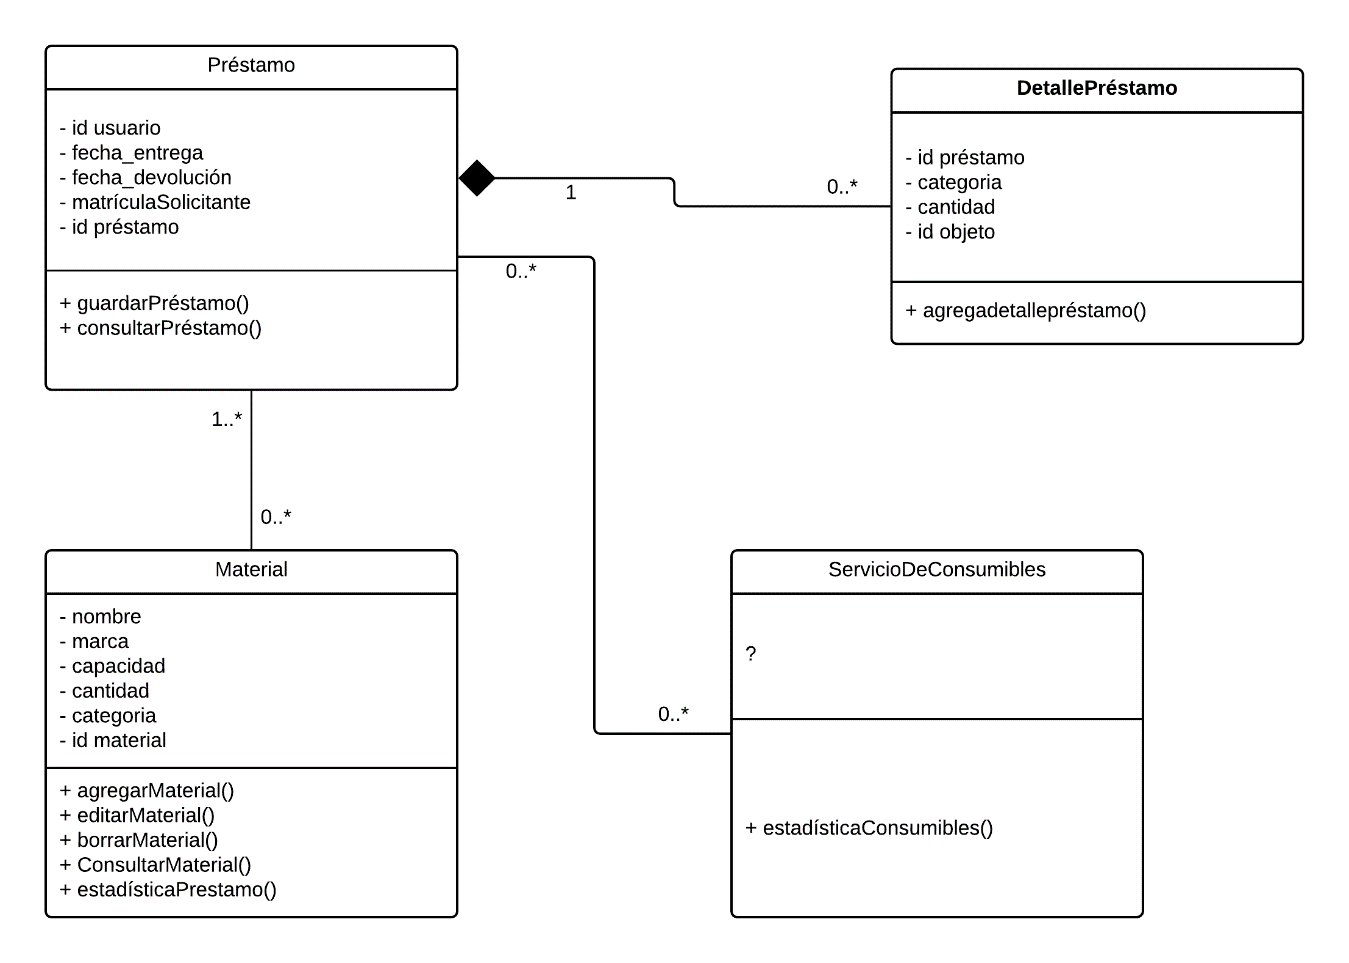 Préstamo
- id usuario
- fecha_entrega
- fecha_devolución
- matrículaSolicitante
- id préstamo
+ guardarPréstamo()
+ consultarPréstamo()
DetallePréstamo
- id préstamo
- categoria
- cantidad
- id objeto
+ agregadetallepréstamo()
1
0..*
0..*
1..*
0..*
0..*
Material
- nombre
- marca
- capacidad
- cantidad
- categoria
- id material
+ agregarMaterial()
+ editarMaterial()
+ borrarMaterial()
+ ConsultarMaterial()
+ estadísticaPrestamo()
ServicioDeConsumibles
?
+ estadísticaConsumibles()